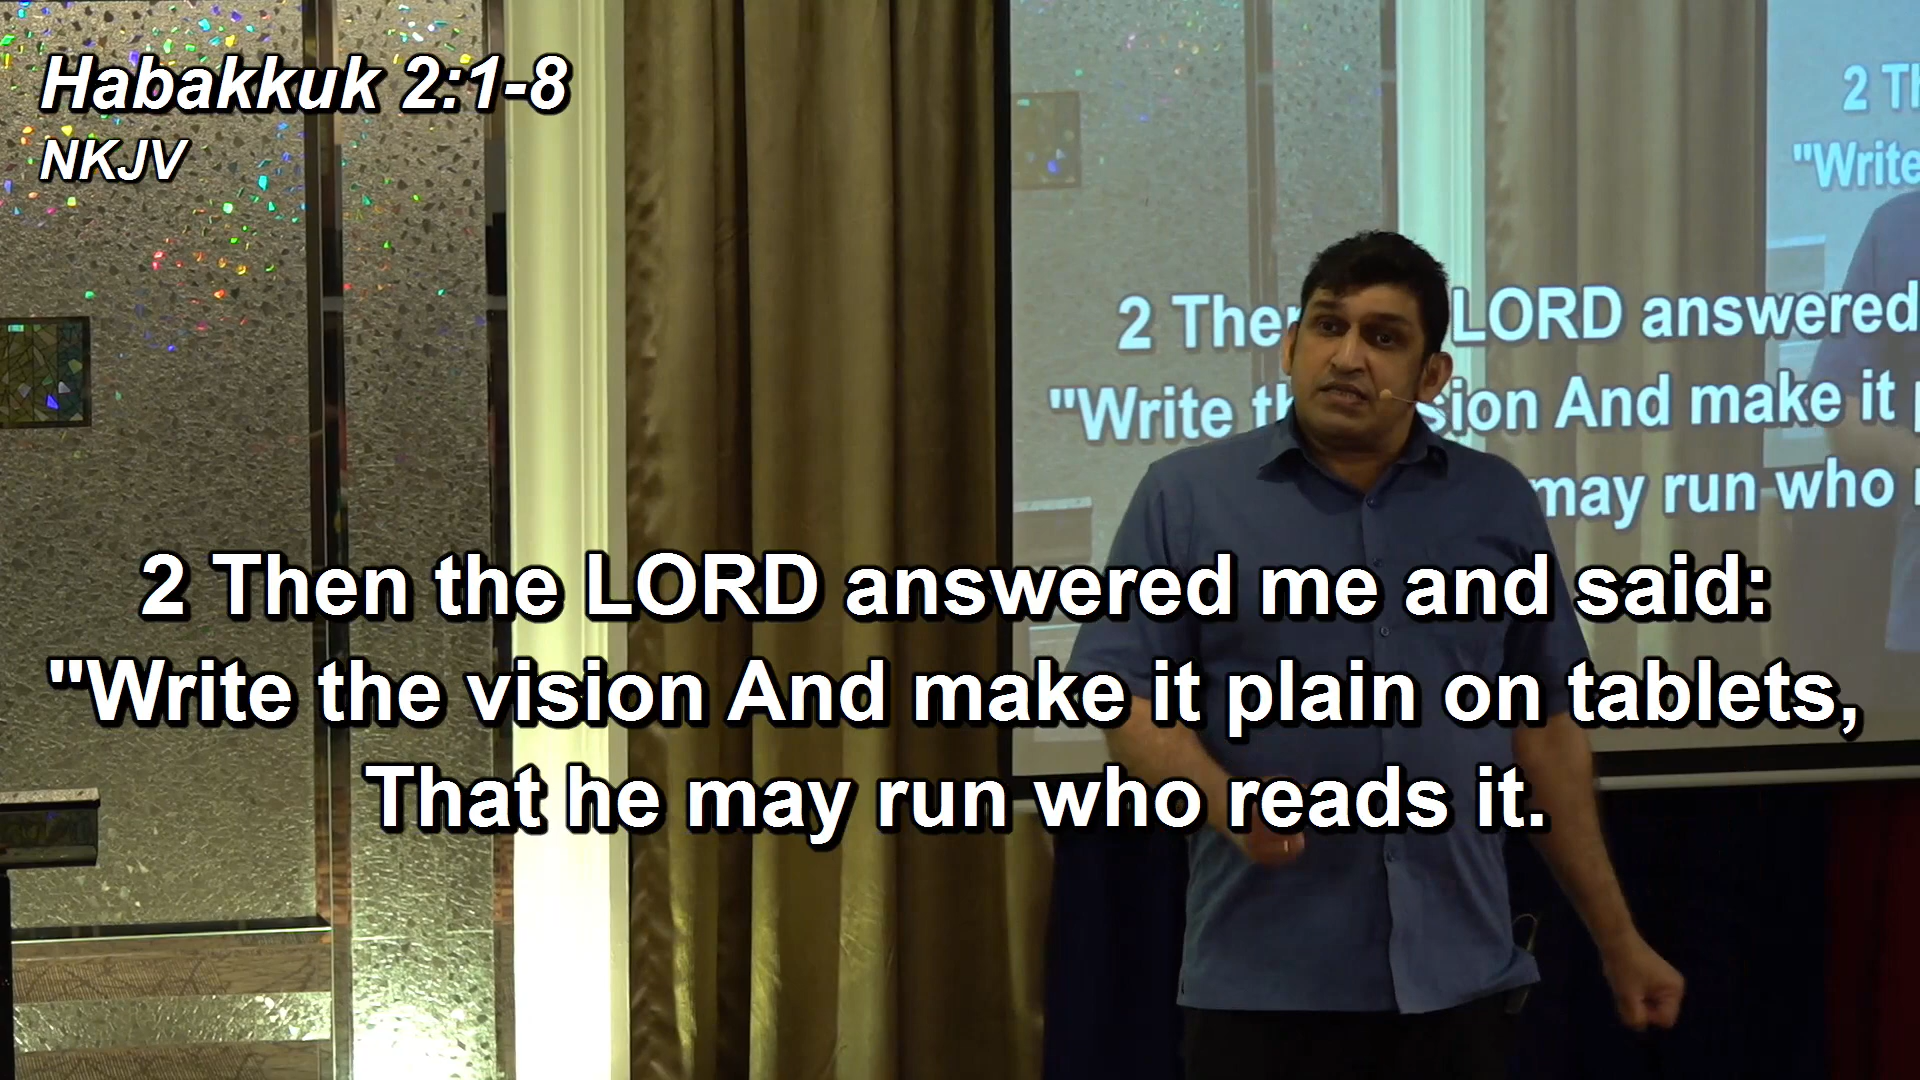 Habakkuk 2:1-8
NKJV
2 Th
"Write
2 Then LORD answered
"Write sion And make it
may run who
2 Then the LORD answered me and said:
"Write the vision And make it plain on tablets,
That he may run who reads it.